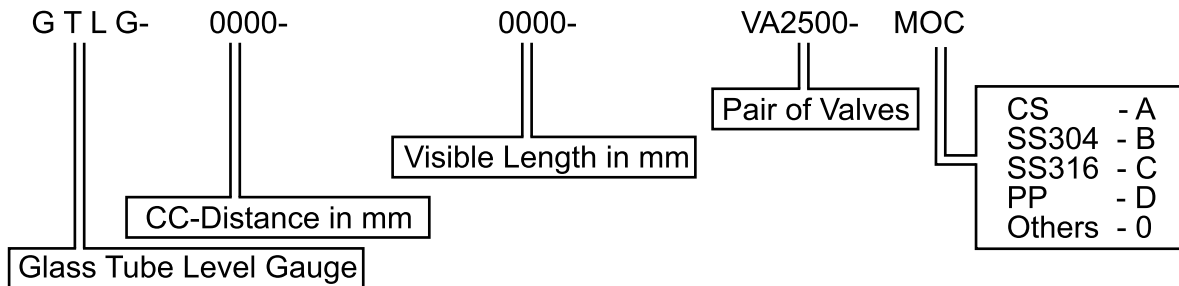 G T L G- 0000- 0000- VA2500- MOC
Pair of Valves
CS - A
SS304 - B
SS316 - C
PP - D
Others - 0
Visible Length in mm
CC-Distance in mm
Glass Tube Level Gauge